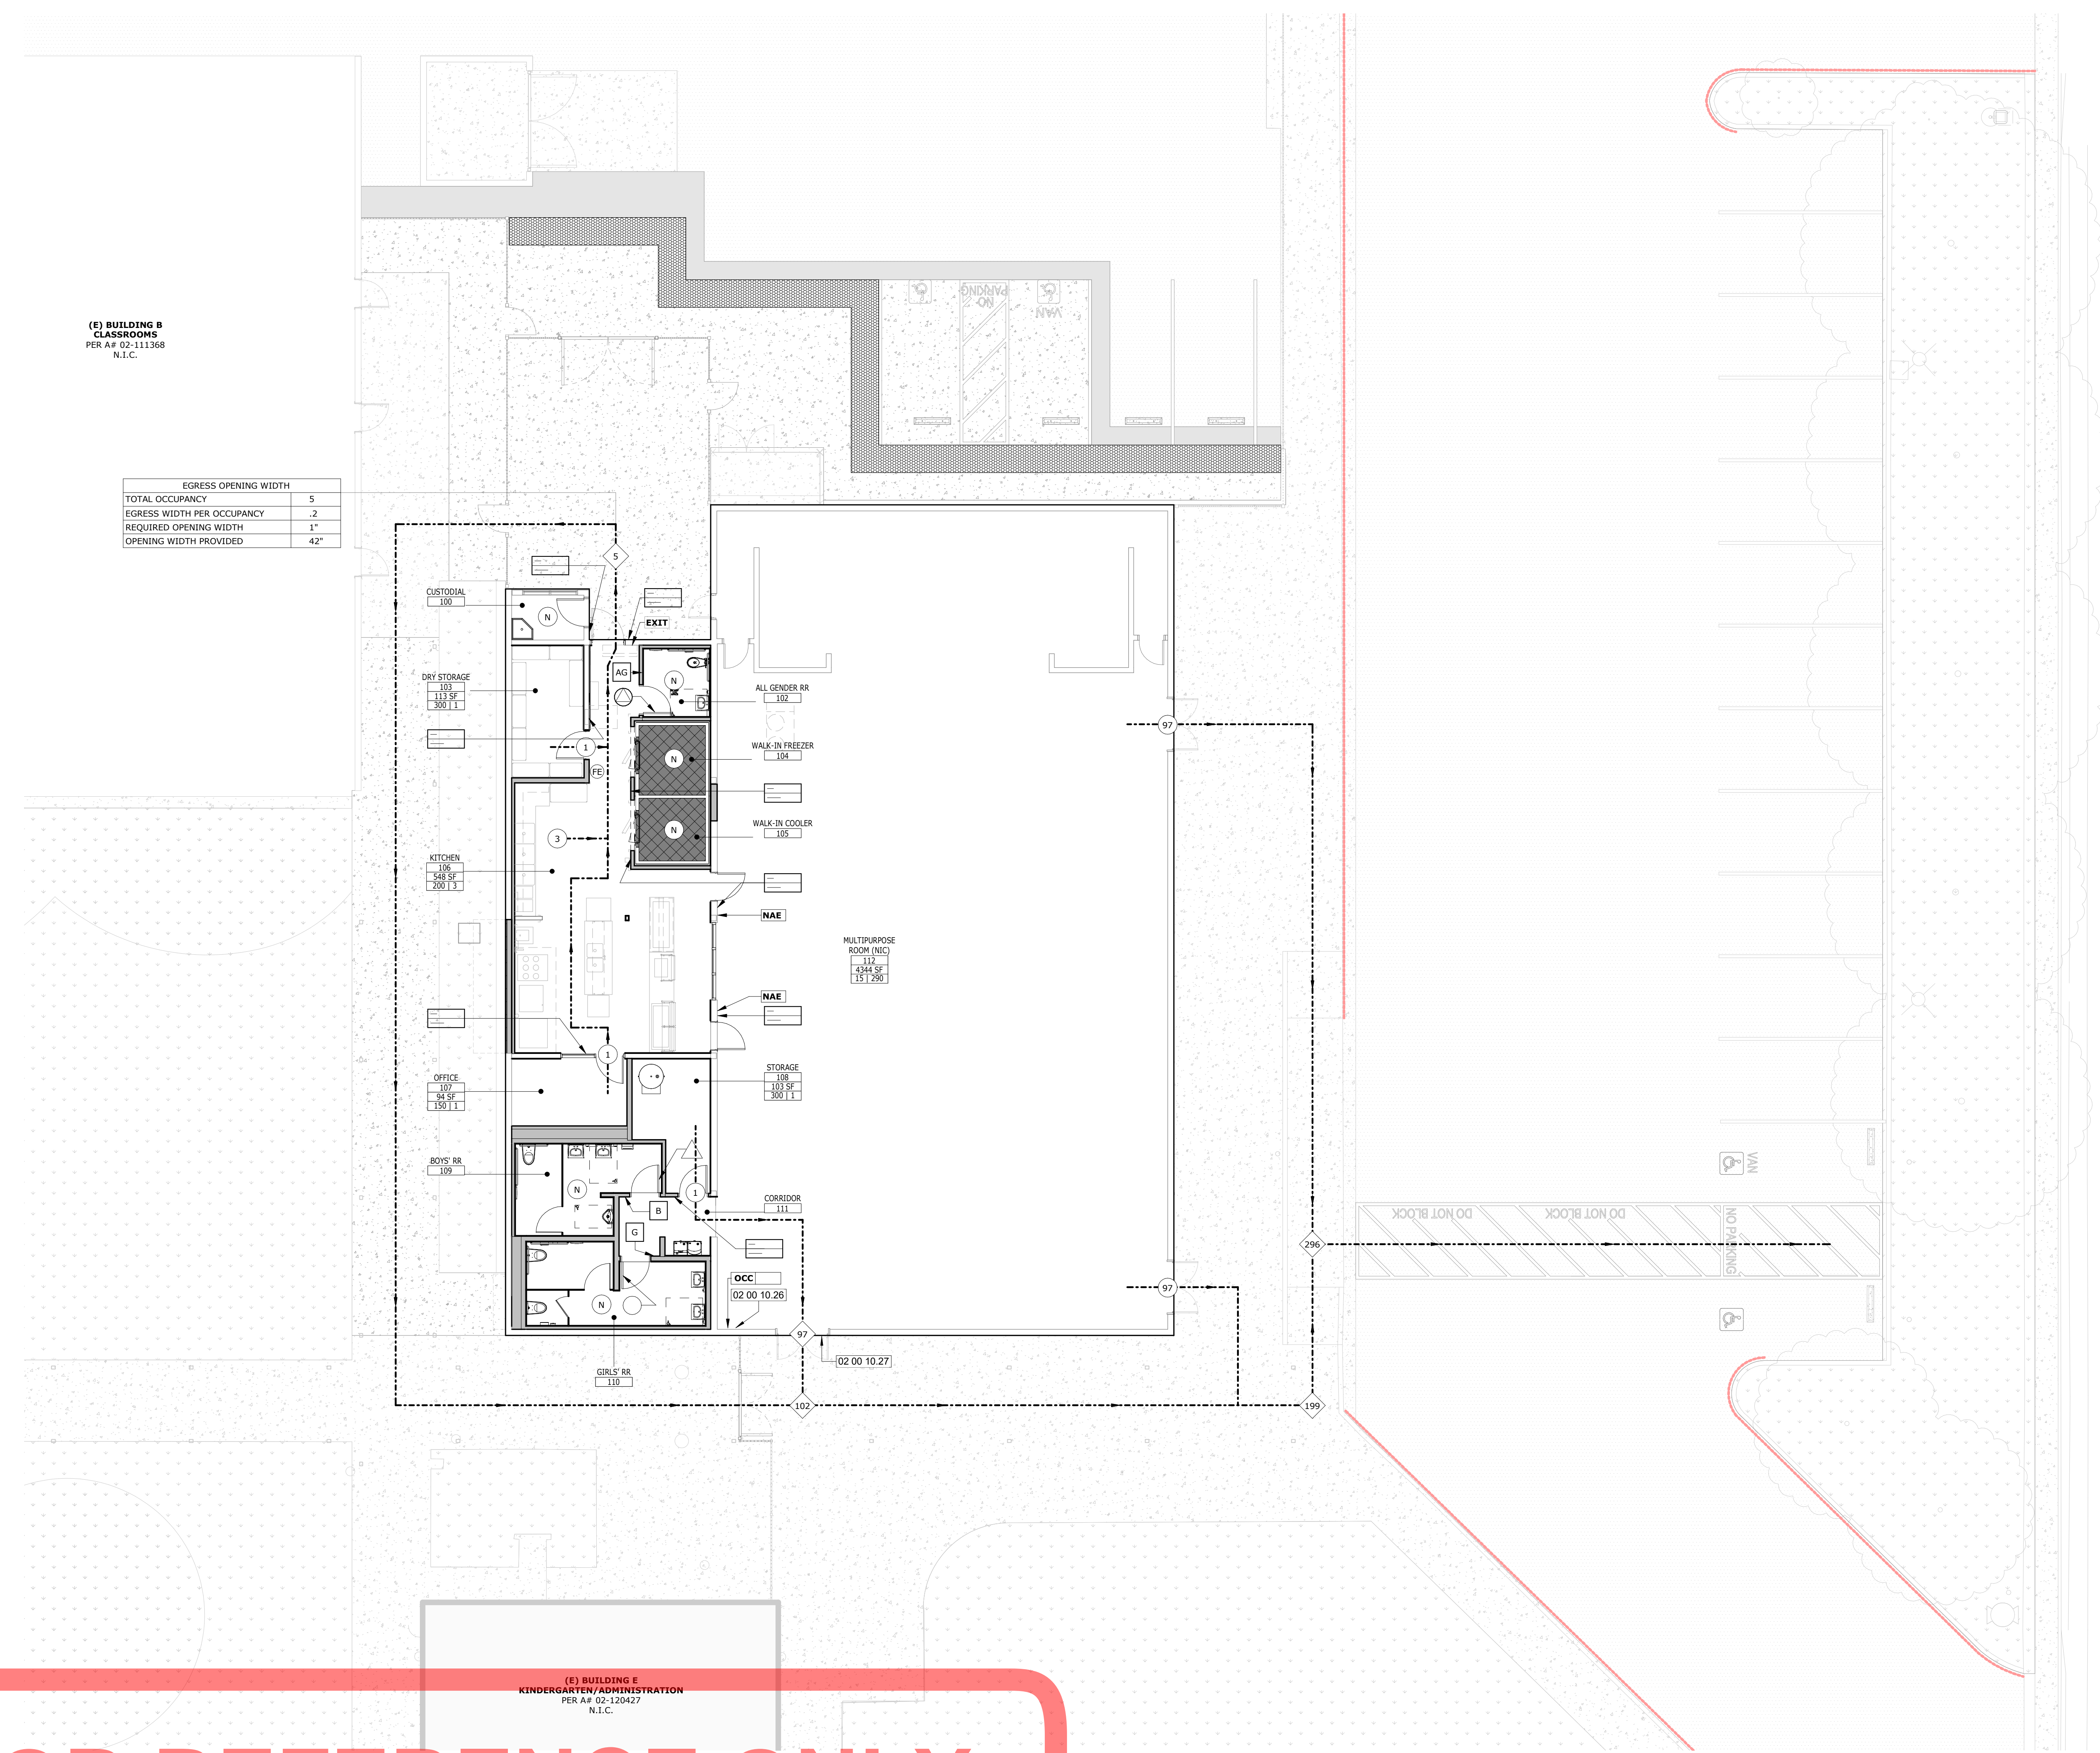 NO
PARKING
VAN
(E) BUILDING B
CLASSROOMS
PER A# 02-111368
N.I.C.
EGRESS OPENING WIDTH
TOTAL OCCUPANCY 5
EGRESS WIDTH PER OCCUPANCY .2
REQUIRED OPENING WIDTH 1"
OPENING WIDTH PROVIDED 42"
5
CUSTODIAL
100
N
EXIT
AG
N
DRY STORAGE
103
113 SF
300 | 1
ALL GENDER RR
102
1
FE
97
WALK-IN FREEZER
104
N
WALK-IN COOLER
105
N
3
KITCHEN
106
548 SF
200 | 3
NAE
MULTIPURPOSE
ROOM (NIC)
112
4344 SF
15 | 290
NAE
1
OFFICE
107
94 SF
150 | 1
STORAGE
108
103 SF
300 | 1
BOYS' RR
109
N
1
CORRIDOR
111
B
G
VAN
DO NOT BLOCK
DO NOT BLOCK
NO PARKING
296
OCC
02 00 10.26
97
N
97
02 00 10.27
GIRLS' RR
110
102
199
(E) BUILDING E
KINDERGARTEN/ADMINISTRATION
PER A# 02-120427
N.I.C.
REFERENCE ONLY